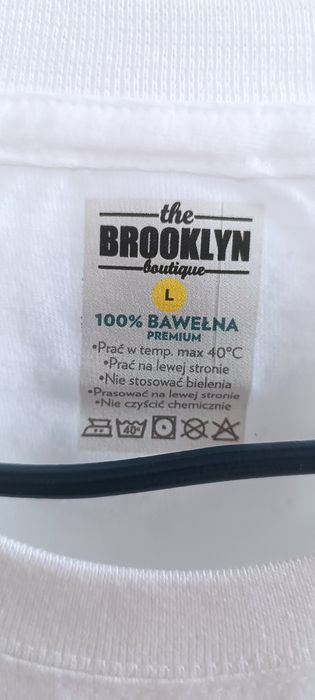 the
BROOKLYN
boutique
L
100% BAWEŁNA
PREMIUM
•Prać w temp. max 40°C
•Prać na lewej stronie
•Nie stosować bielenia
•Prasować na lewej stronie
•Nie czyścić chemicznie
40°